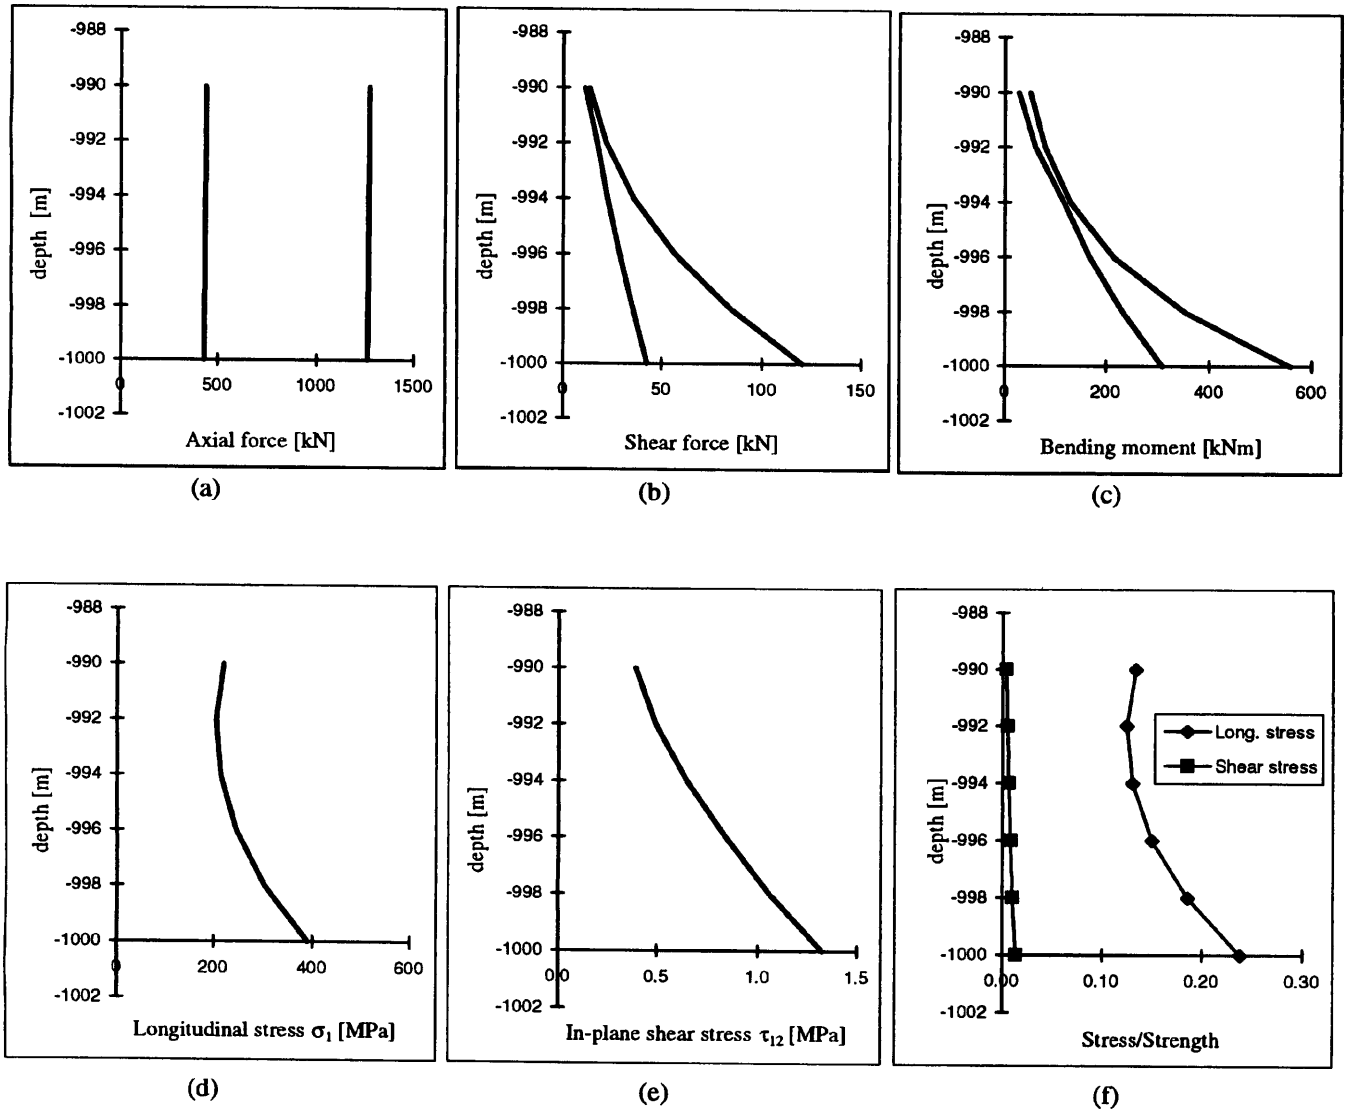 -988
-990
-992
-994
-996
-998
-1000
-1002
0 500 1000 1500
depth [m]
Axial force [kN]
(a)
-988
-990
-992
-994
-996
-998
-1000
-1002
0 50 100 150
depth [m]
Shear force [kN]
(b)
-988
-990
-992
-994
-996
-998
-1000
-1002
0 200 400 600
depth [m]
Bending moment [kNm]
(c)
-988
-990
-992
-994
-996
-998
-1000
-1002
0 200 400 600
depth [m]
Longitudinal stress σ₁ [MPa]
(d)
-988
-990
-992
-994
-996
-998
-1000
-1002
0.0 0.5 1.0 1.5
depth [m]
In-plane shear stress τ₁₂ [MPa]
(e)
-988
-990
-992
-994
-996
-998
-1000
-1002
0.00 0.10 0.20 0.30
depth [m]
Long. stress
Shear stress
Stress/Strength
(f)